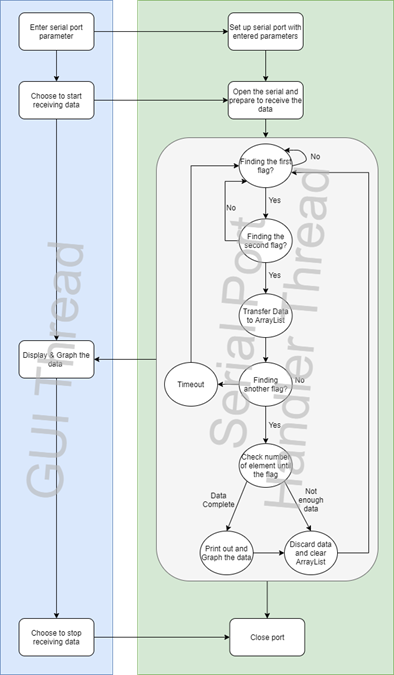 Enter serial port
parameter
Set up serial port with
entered parameters
Choose to start
receiving data
Open the serial and
prepare to receive the
data
Finding the first
flag?
No
Yes
No
Finding the
second flag?
Yes
Transfer Data
to ArrayList
Display & Graph the
data
Timeout
Finding
another flag?
No
Yes
Check number
of element until
the flag
Data
Complete
Not
enough
data
Print out and
Graph the data
Discard data
and clear
ArrayList
Choose to stop
receiving data
Close port
GUI Thread
Serial Port
Handler Thread